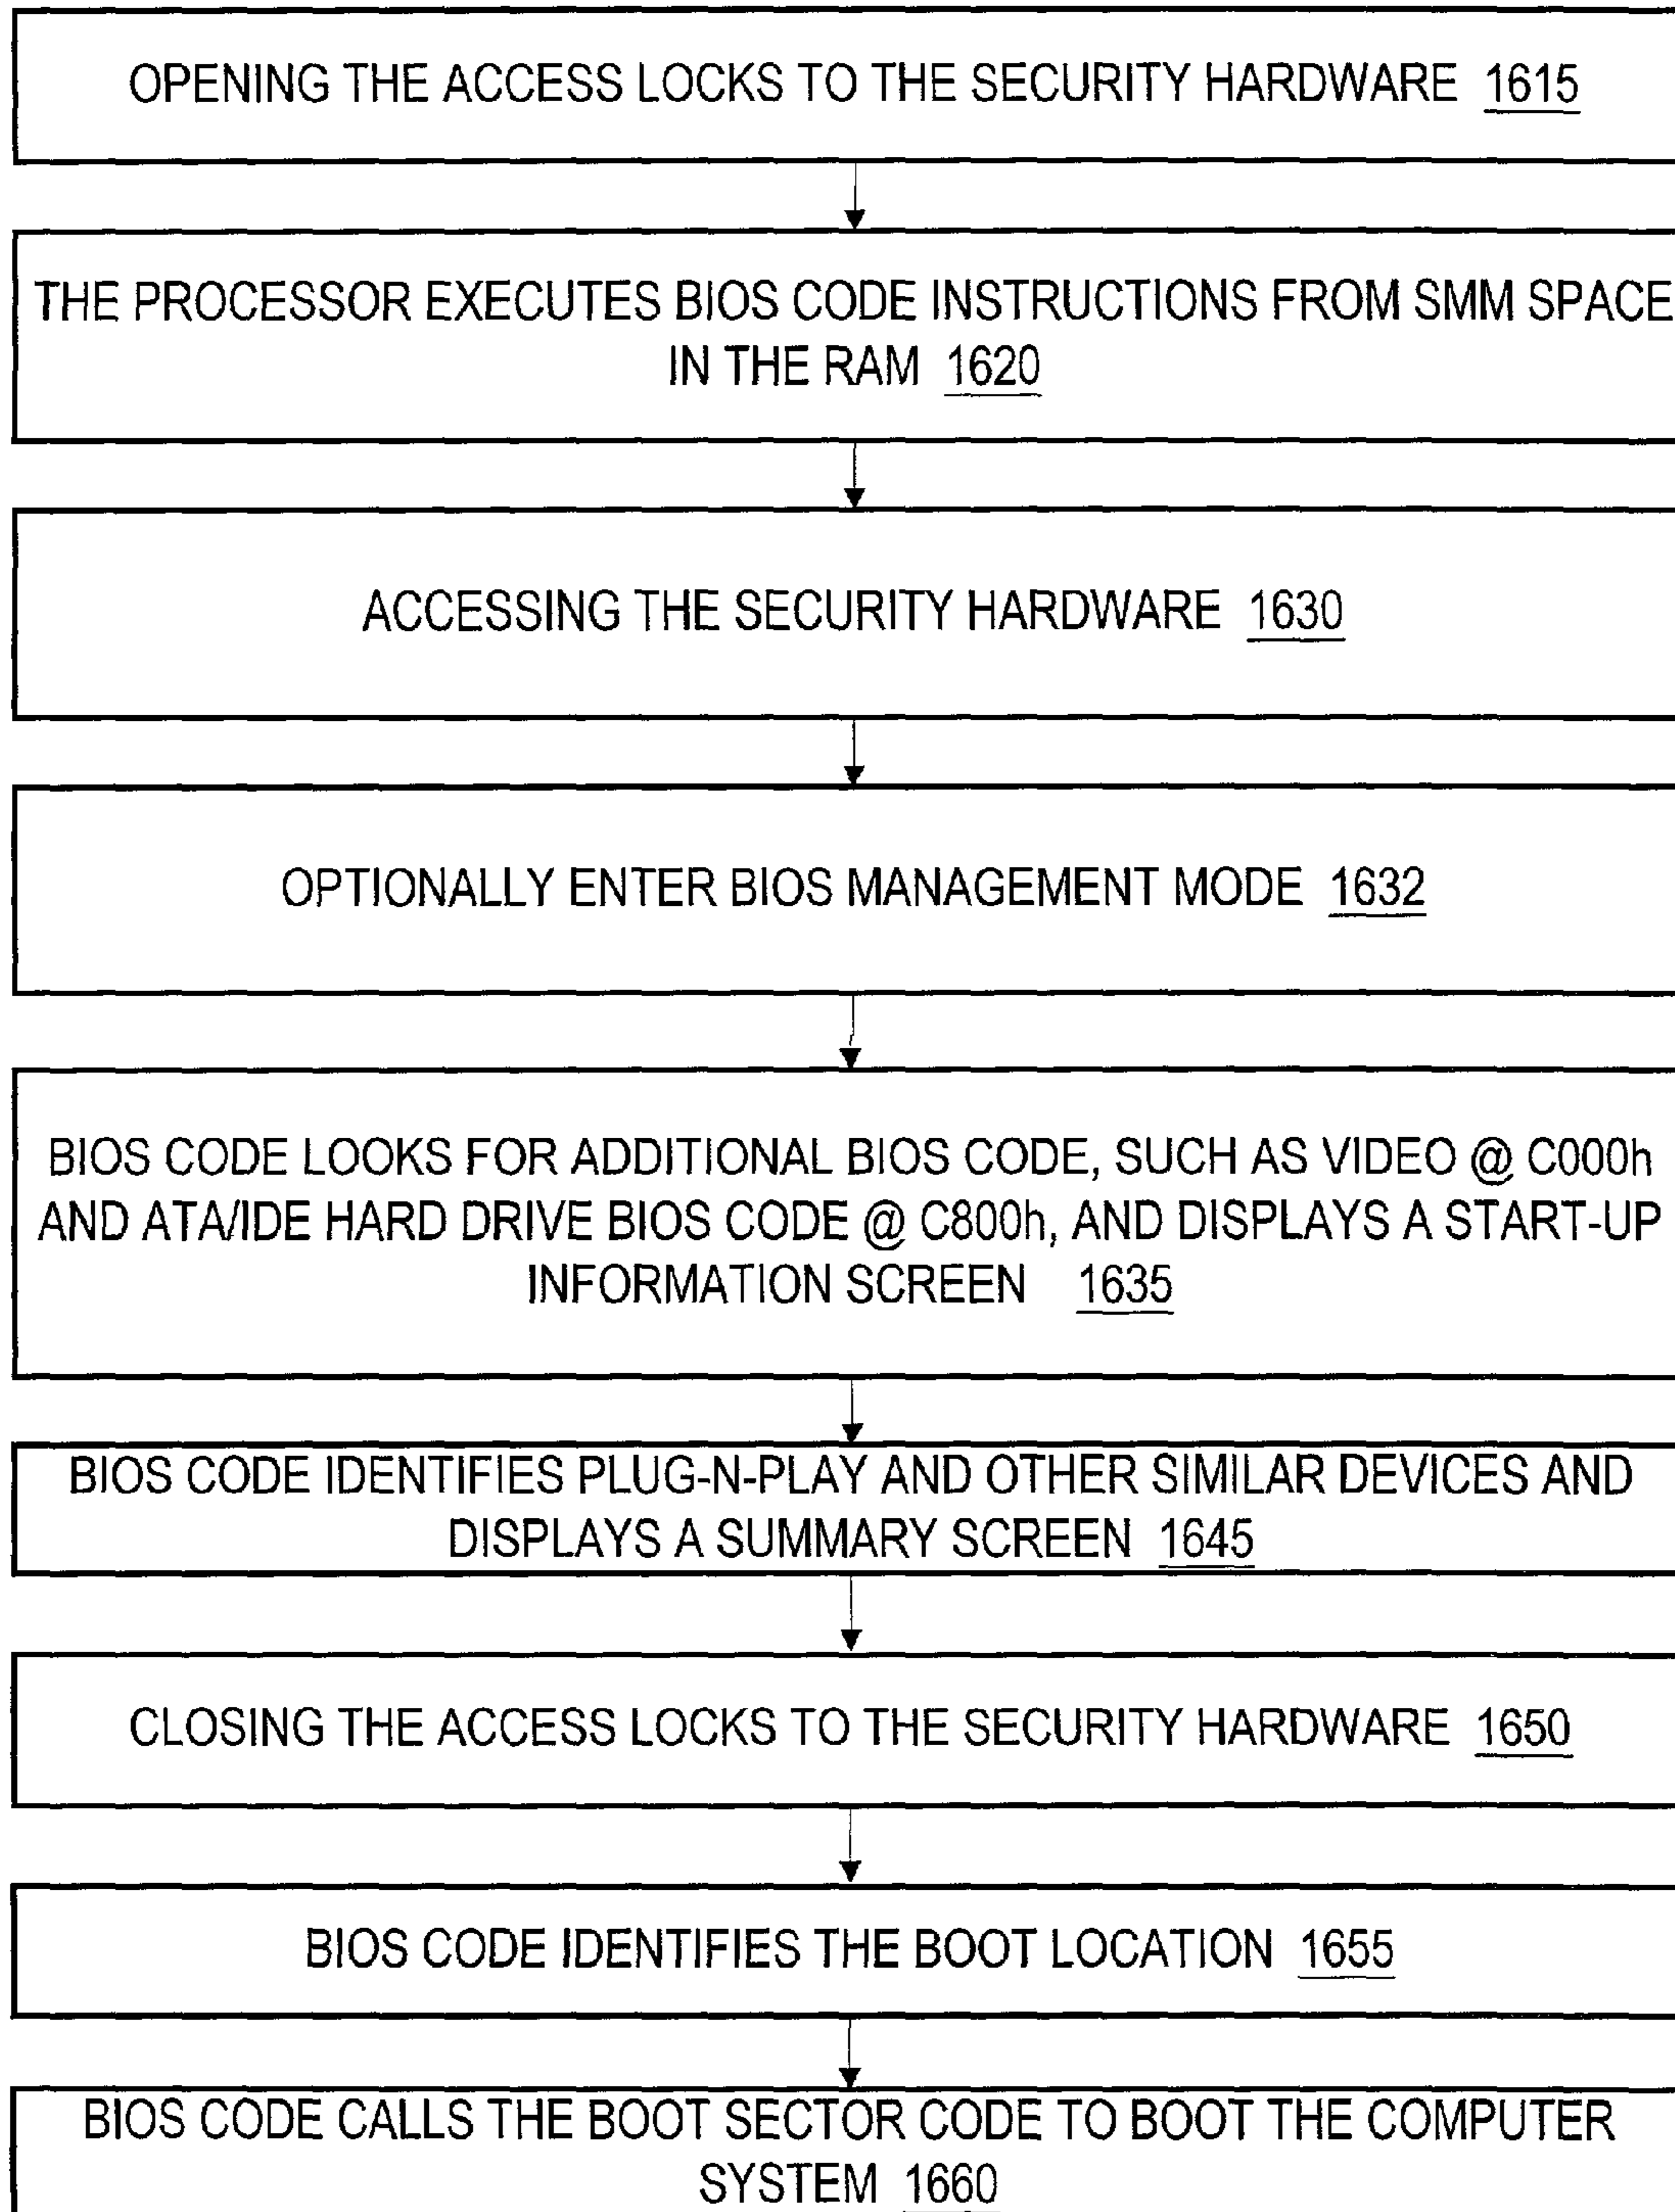 OPENING THE ACCESS LOCKS TO THE SECURITY HARDWARE 1615
THE PROCESSOR EXECUTES BIOS CODE INSTRUCTIONS FROM SMM SPACE
IN THE RAM 1620
ACCESSING THE SECURITY HARDWARE 1630
OPTIONALLY ENTER BIOS MANAGEMENT MODE 1632
BIOS CODE LOOKS FOR ADDITIONAL BIOS CODE, SUCH AS VIDEO @ C000h
AND ATA/IDE HARD DRIVE BIOS CODE @ C800h, AND DISPLAYS A START-UP
INFORMATION SCREEN 1635
BIOS CODE IDENTIFIES PLUG-N-PLAY AND OTHER SIMILAR DEVICES AND
DISPLAYS A SUMMARY SCREEN 1645
CLOSING THE ACCESS LOCKS TO THE SECURITY HARDWARE 1650
BIOS CODE IDENTIFIES THE BOOT LOCATION 1655
BIOS CODE CALLS THE BOOT SECTOR CODE TO BOOT THE COMPUTER
SYSTEM 1660